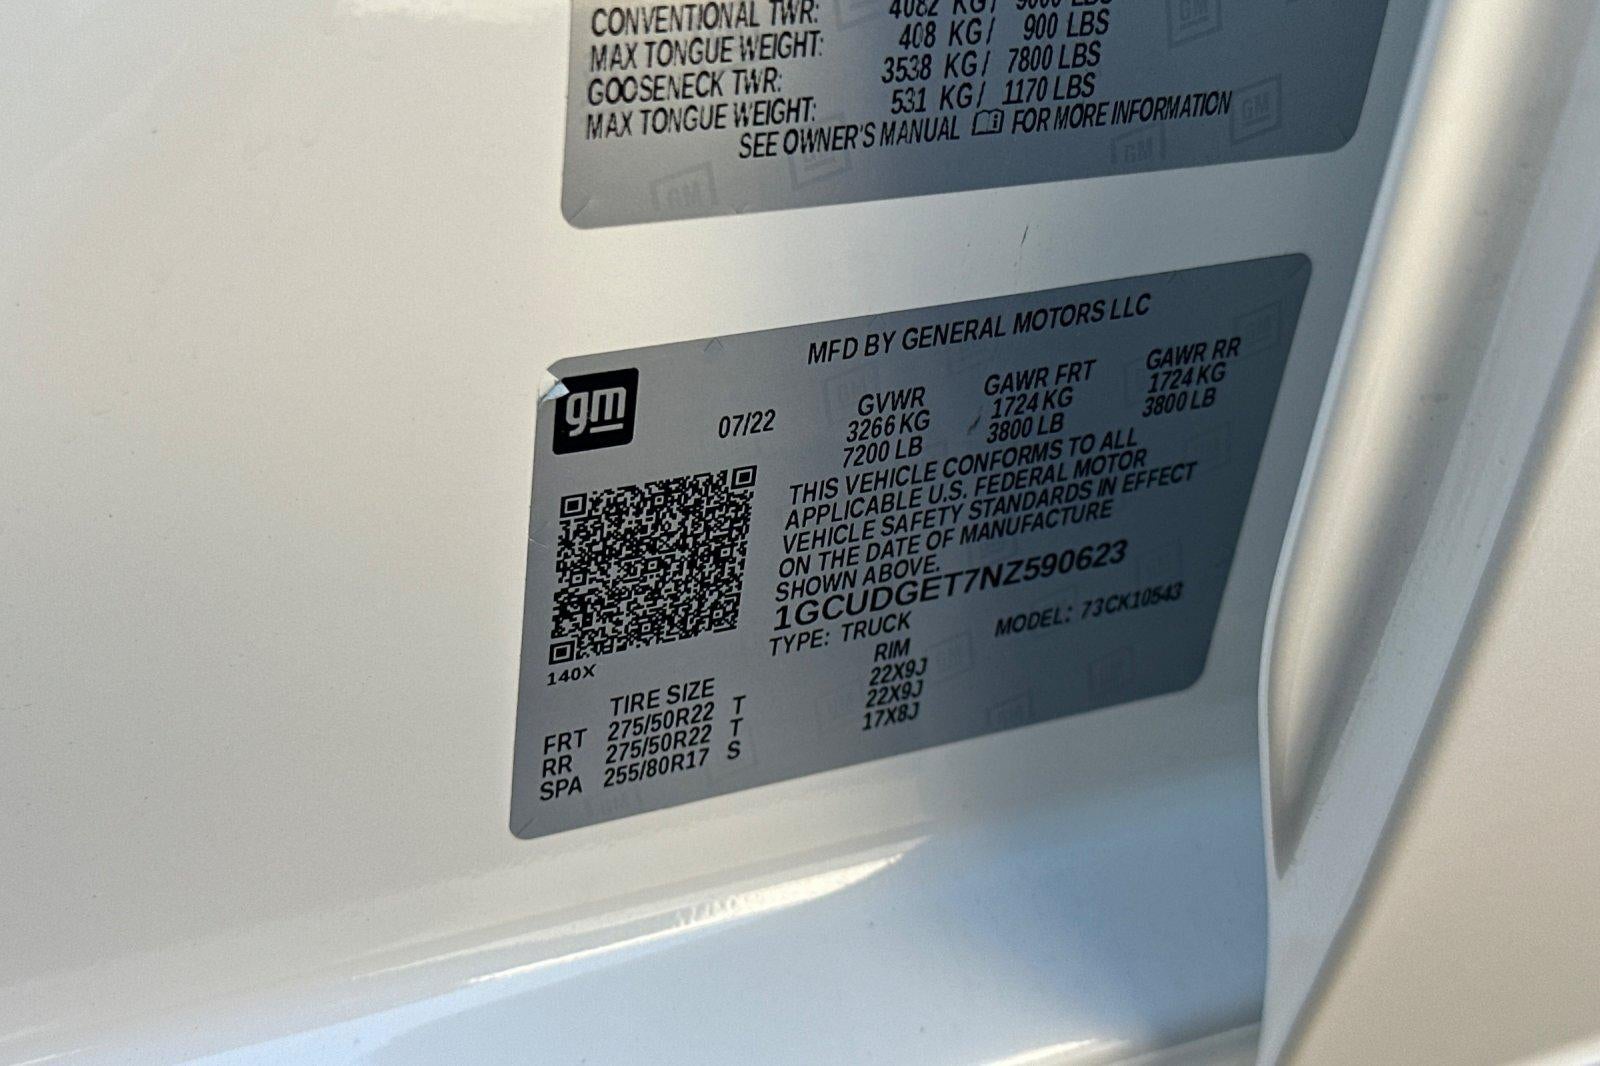 CONVENTIONAL TWR: 4082 KG/ 9000 LBS
MAX TONGUE WEIGHT: 408 KG/ 900 LBS
GOOSENECK TWR: 3538 KG/ 7800 LBS
MAX TONGUE WEIGHT: 531 KG/ 1170 LBS
SEE OWNER'S MANUAL FOR MORE INFORMATION
MFD BY GENERAL MOTORS LLC
gm
07/22
GVWR GAWR FRT GAWR RR
3266 KG 1724 KG 1724 KG
7200 LB 3800 LB 3800 LB
THIS VEHICLE CONFORMS TO ALL
APPLICABLE U.S. FEDERAL MOTOR
VEHICLE SAFETY STANDARDS IN EFFECT
ON THE DATE OF MANUFACTURE
SHOWN ABOVE.
1GCUDGET7NZ590623
TYPE: TRUCK MODEL: 73CK10543
140X
TIRE SIZE RIM
FRT 275/50R22 T 22X9J
RR 275/50R22 T 22X9J
SPA 255/80R17 S 17X8J